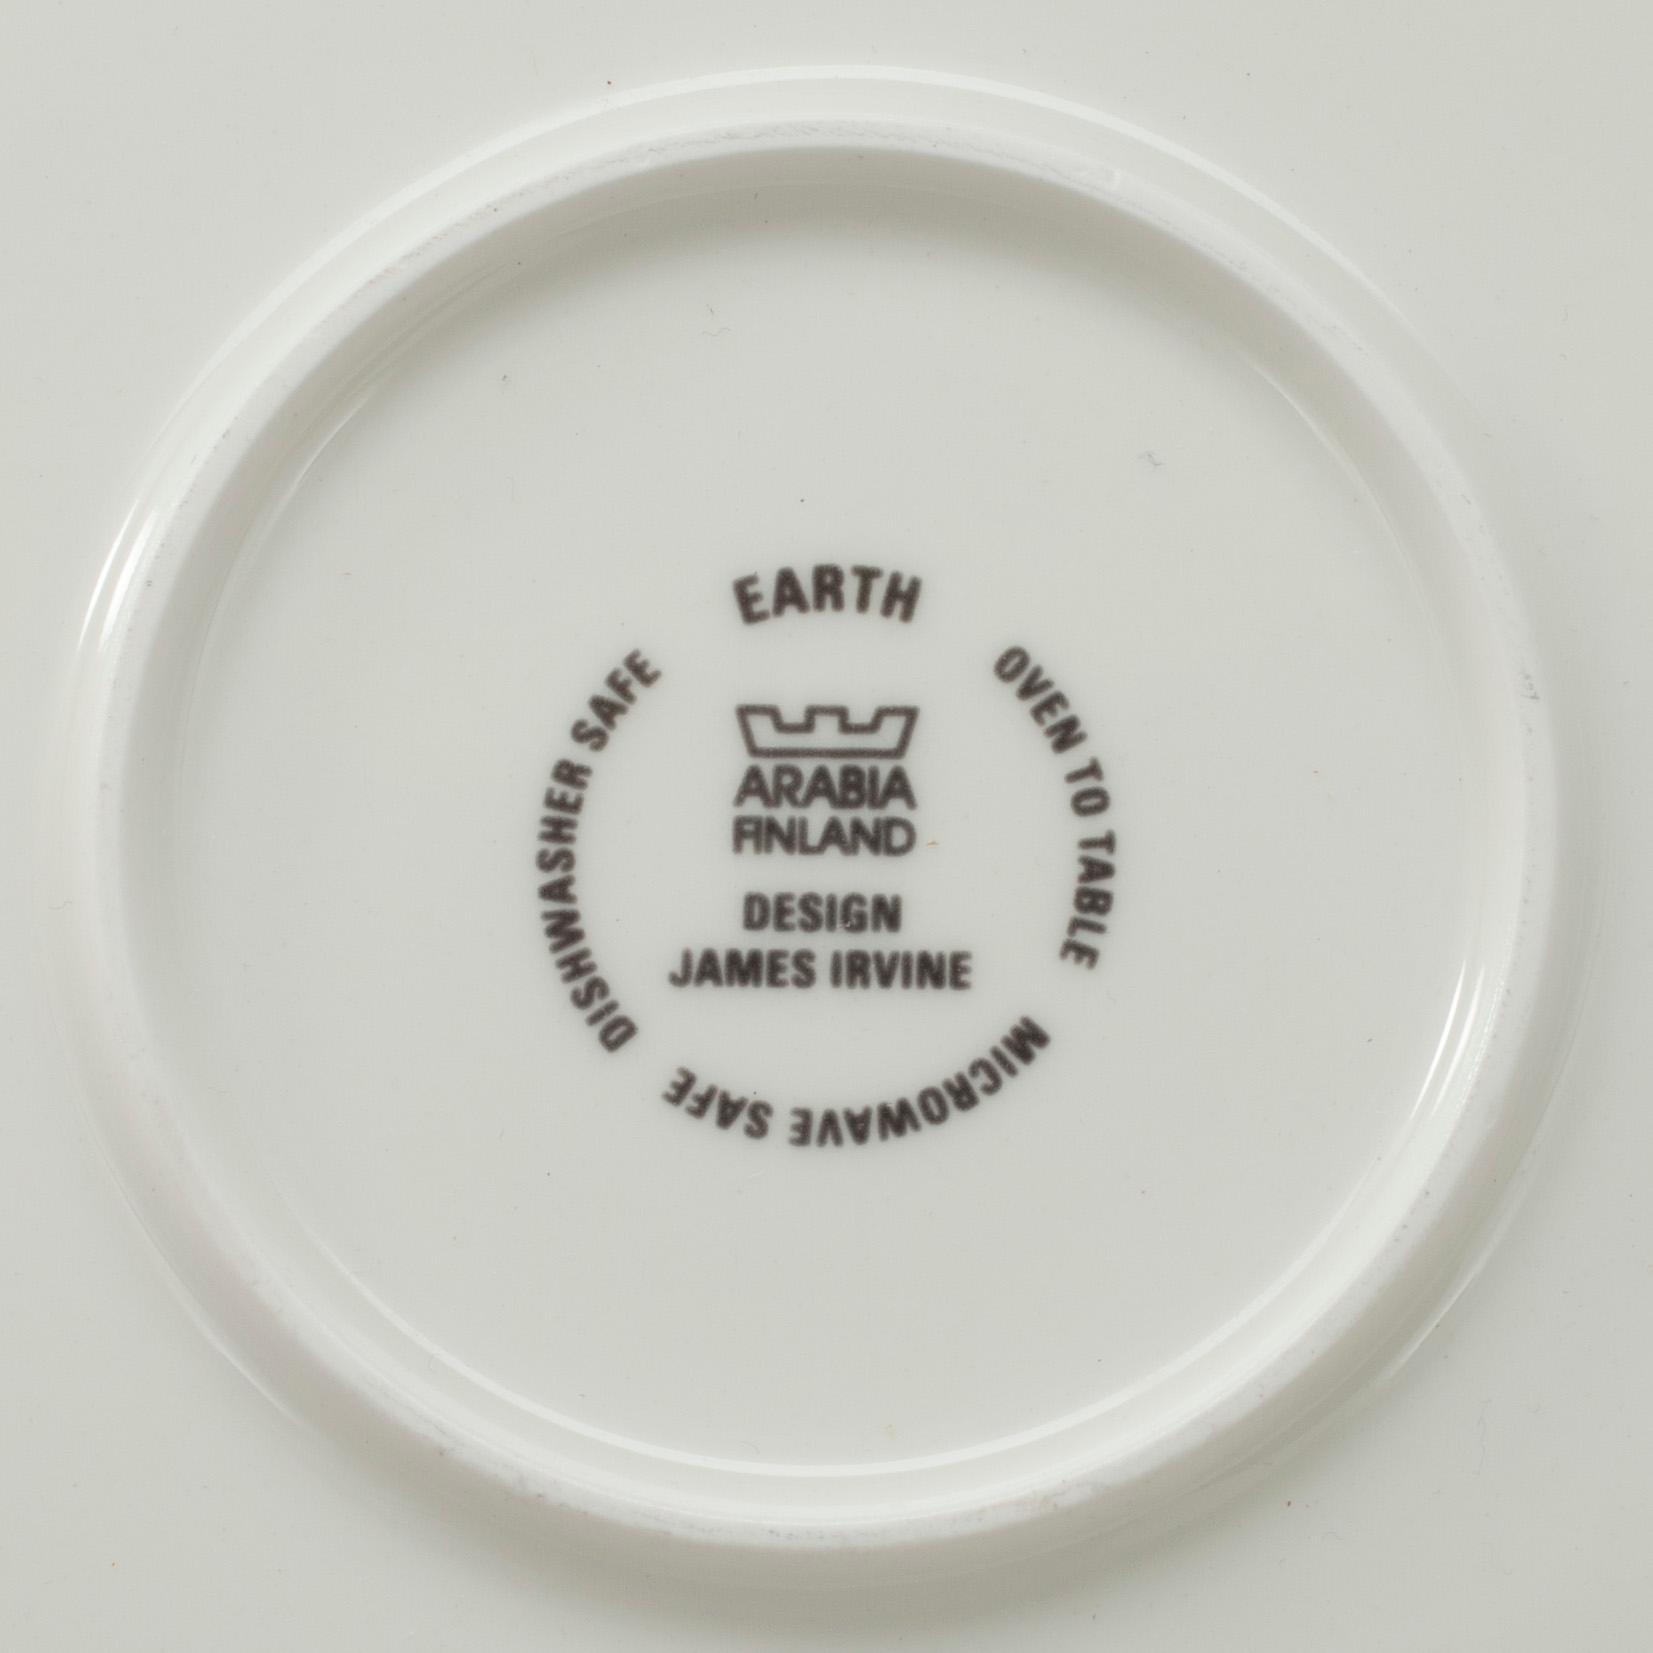 EARTH
OVEN TO TABLE
MICROWAVE SAFE
DISHWASHER SAFE
ARABIA
FINLAND
DESIGN
JAMES IRVINE